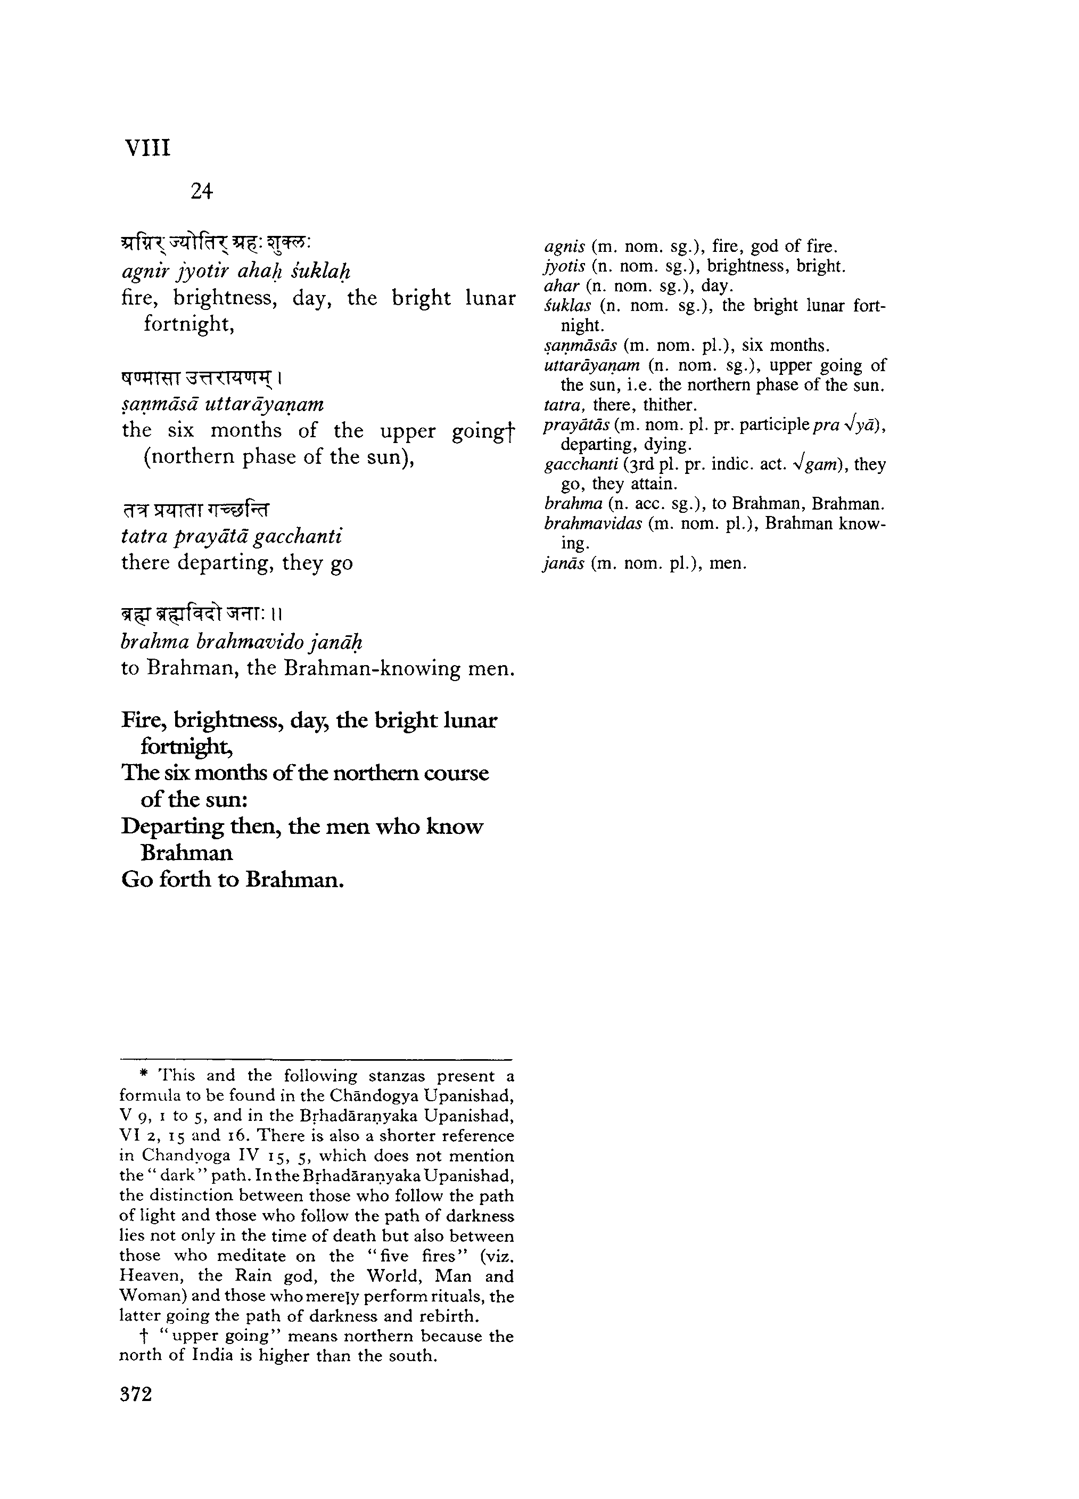 VIII
24
अग्निर् ज्योतिर् अहः शुक्लः
agnir jyotir ahaḥ śuklaḥ
fire, brightness, day, the bright lunar
fortnight,
षण्मासा उत्तरायणम् ।
ṣaṇmāsā uttarāyaṇam
the six months of the upper going†
(northern phase of the sun),
तत्र प्रयाता गच्छन्ति
tatra prayātā gacchanti
there departing, they go
ब्रह्म ब्रह्मविदो जनाः ॥
brahma brahmavido janāḥ
to Brahman, the Brahman-knowing men.
Fire, brightness, day, the bright lunar
fortnight,
The six months of the northern course
of the sun:
Departing then, the men who know
Brahman
Go forth to Brahman.
agnis (m. nom. sg.), fire, god of fire.
jyotis (n. nom. sg.), brightness, bright.
ahar (n. nom. sg.), day.
śuklas (n. nom. sg.), the bright lunar fort-
night.
ṣaṇmāsās (m. nom. pl.), six months.
uttarāyaṇam (n. nom. sg.), upper going of
the sun, i.e. the northern phase of the sun.
tatra, there, thither.
prayātās (m. nom. pl. pr. participle pra √yā),
departing, dying.
gacchanti (3rd pl. pr. indic. act. √gam), they
go, they attain.
brahma (n. acc. sg.), to Brahman, Brahman.
brahmavidas (m. nom. pl.), Brahman know-
ing.
janās (m. nom. pl.), men.
* This and the following stanzas present a
formula to be found in the Chāndogya Upanishad,
V 9, 1 to 5, and in the Bṛhadāraṇyaka Upanishad,
VI 2, 15 and 16. There is also a shorter reference
in Chandyoga IV 15, 5, which does not mention
the "dark" path. In the Bṛhadāraṇyaka Upanishad,
the distinction between those who follow the path
of light and those who follow the path of darkness
lies not only in the time of death but also between
those who meditate on the "five fires" (viz.
Heaven, the Rain god, the World, Man and
Woman) and those who merely perform rituals, the
latter going the path of darkness and rebirth.
† "upper going" means northern because the
north of India is higher than the south.
372